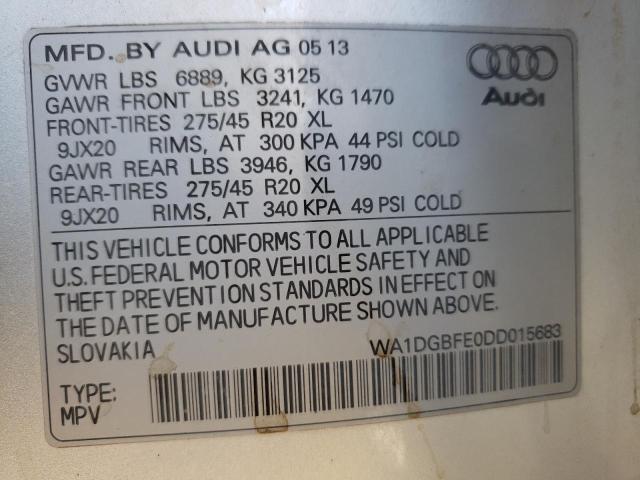 MFD. BY AUDI AG 05 13
GVWR LBS 6889, KG 3125
GAWR FRONT LBS 3241, KG 1470
FRONT-TIRES 275/45 R20 XL
9JX20 RIMS, AT 300 KPA 44 PSI COLD
GAWR REAR LBS 3946, KG 1790
REAR-TIRES 275/45 R20 XL
9JX20 RIMS, AT 340 KPA 49 PSI COLD
Audi
THIS VEHICLE CONFORMS TO ALL APPLICABLE
U.S. FEDERAL MOTOR VEHICLE SAFETY AND
THEFT PREVENTION STANDARDS IN EFFECT ON
THE DATE OF MANUFACTURE SHOWN ABOVE.
SLOVAKIA WA1DGBFE0DD015683
TYPE:
MPV